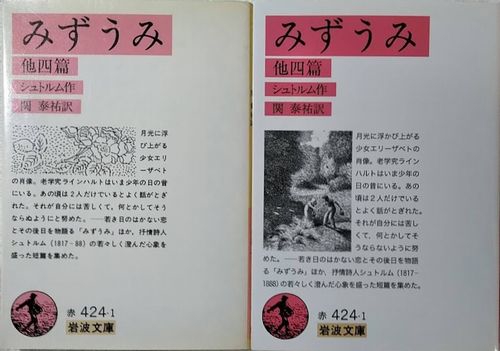 みずうみ
他四篇
シュトルム作
関 泰祐訳
月光に浮
び上がる
少女エリ
ーザベト
の肖像。老学究ラインハルトはいま少年の日の昔
にいる。あの頃は2人だけでいるとよく話がとぎ
れた。それが自分には苦しくて、何とかしてそう
ならぬようにと努めた。――若き日のはかない恋
とその後日を物語る「みずうみ」ほか、抒情詩人
シュトルム(1817-88)の若々しく澄んだ心象を
盛った短篇を集めた。
赤 424-1
岩波文庫
みずうみ
他四篇
シュトルム作
関 泰祐訳
月光に浮かび上がる
少女エリーザベトの
肖像。老学究ライン
ハルトはいま少年の日
の昔にいる。あの
頃は2人だけでいると
よく話がとぎれた。
それが自分には苦し
くて、何とかしてそ
うならないように努
めた。――若き日のはかない恋とその後日を物語
る「みずうみ」ほか、抒情詩人シュトルム(1817-
1888)の若々しく澄んだ心象を盛った短篇を集めた。
赤 424-1
岩波文庫